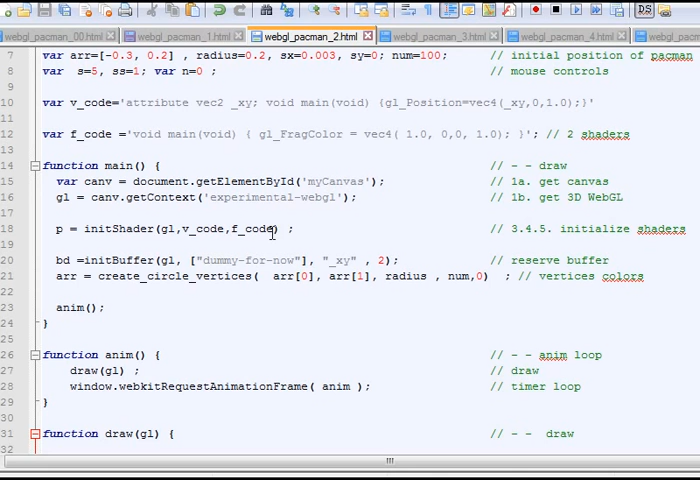 DS
webgl_pacman_00.html webgl_pacman_1.html webgl_pacman_2.html webgl_pacman_3.html webgl_pacman_4.html webgl_pacm
7 var arr=[-0.3, 0.2] , radius=0.2, sx=0.003, sy=0; num=100; // initial position of pacman
8 var s=5, ss=1; var n=0 ; // mouse controls
9
10 var v_code='attribute vec2 _xy; void main(void) {gl_Position=vec4(_xy,0,1.0);}'
11
12 var f_code ='void main(void) { gl_FragColor = vec4( 1.0, 0,0, 1.0); }'; // 2 shaders
13
14 function main() { // - - draw
15 var canv = document.getElementById('myCanvas'); // 1a. get canvas
16 gl = canv.getContext('experimental-webgl'); // 1b. get 3D WebGL
17
18 p = initShader(gl,v_code,f_code) ; // 3.4.5. initialize shaders
19
20 bd =initBuffer(gl, ["dummy-for-now"], "_xy" , 2); // reserve buffer
21 arr = create_circle_vertices( arr[0], arr[1], radius , num,0) ; // vertices colors
22
23 anim();
24 }
25
26 function anim() { // - - anim loop
27 draw(gl) ; // draw
28 window.webkitRequestAnimationFrame( anim ); // timer loop
29 }
30
31 function draw(gl) { // - - draw
32